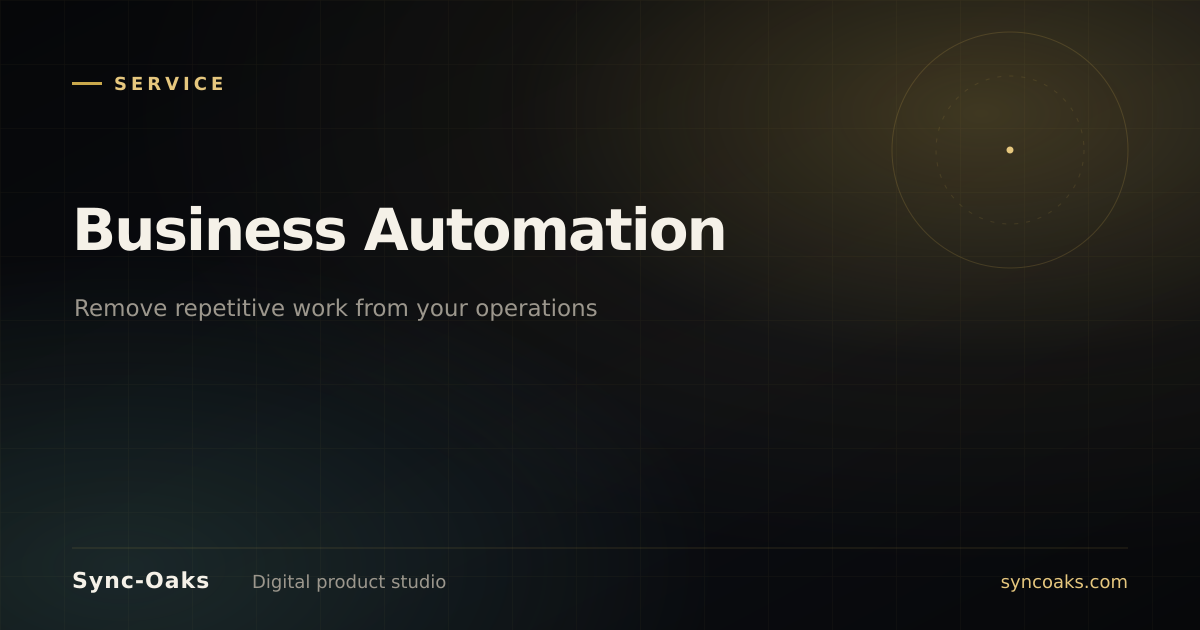 SERVICE
Business Automation
Remove repetitive work from your operations
Sync-Oaks Digital product studio syncoaks.com